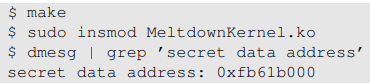 $ make
$ sudo insmod MeltdownKernel.ko
$ dmesg | grep ’secret data address’
secret data address: 0xfb61b000